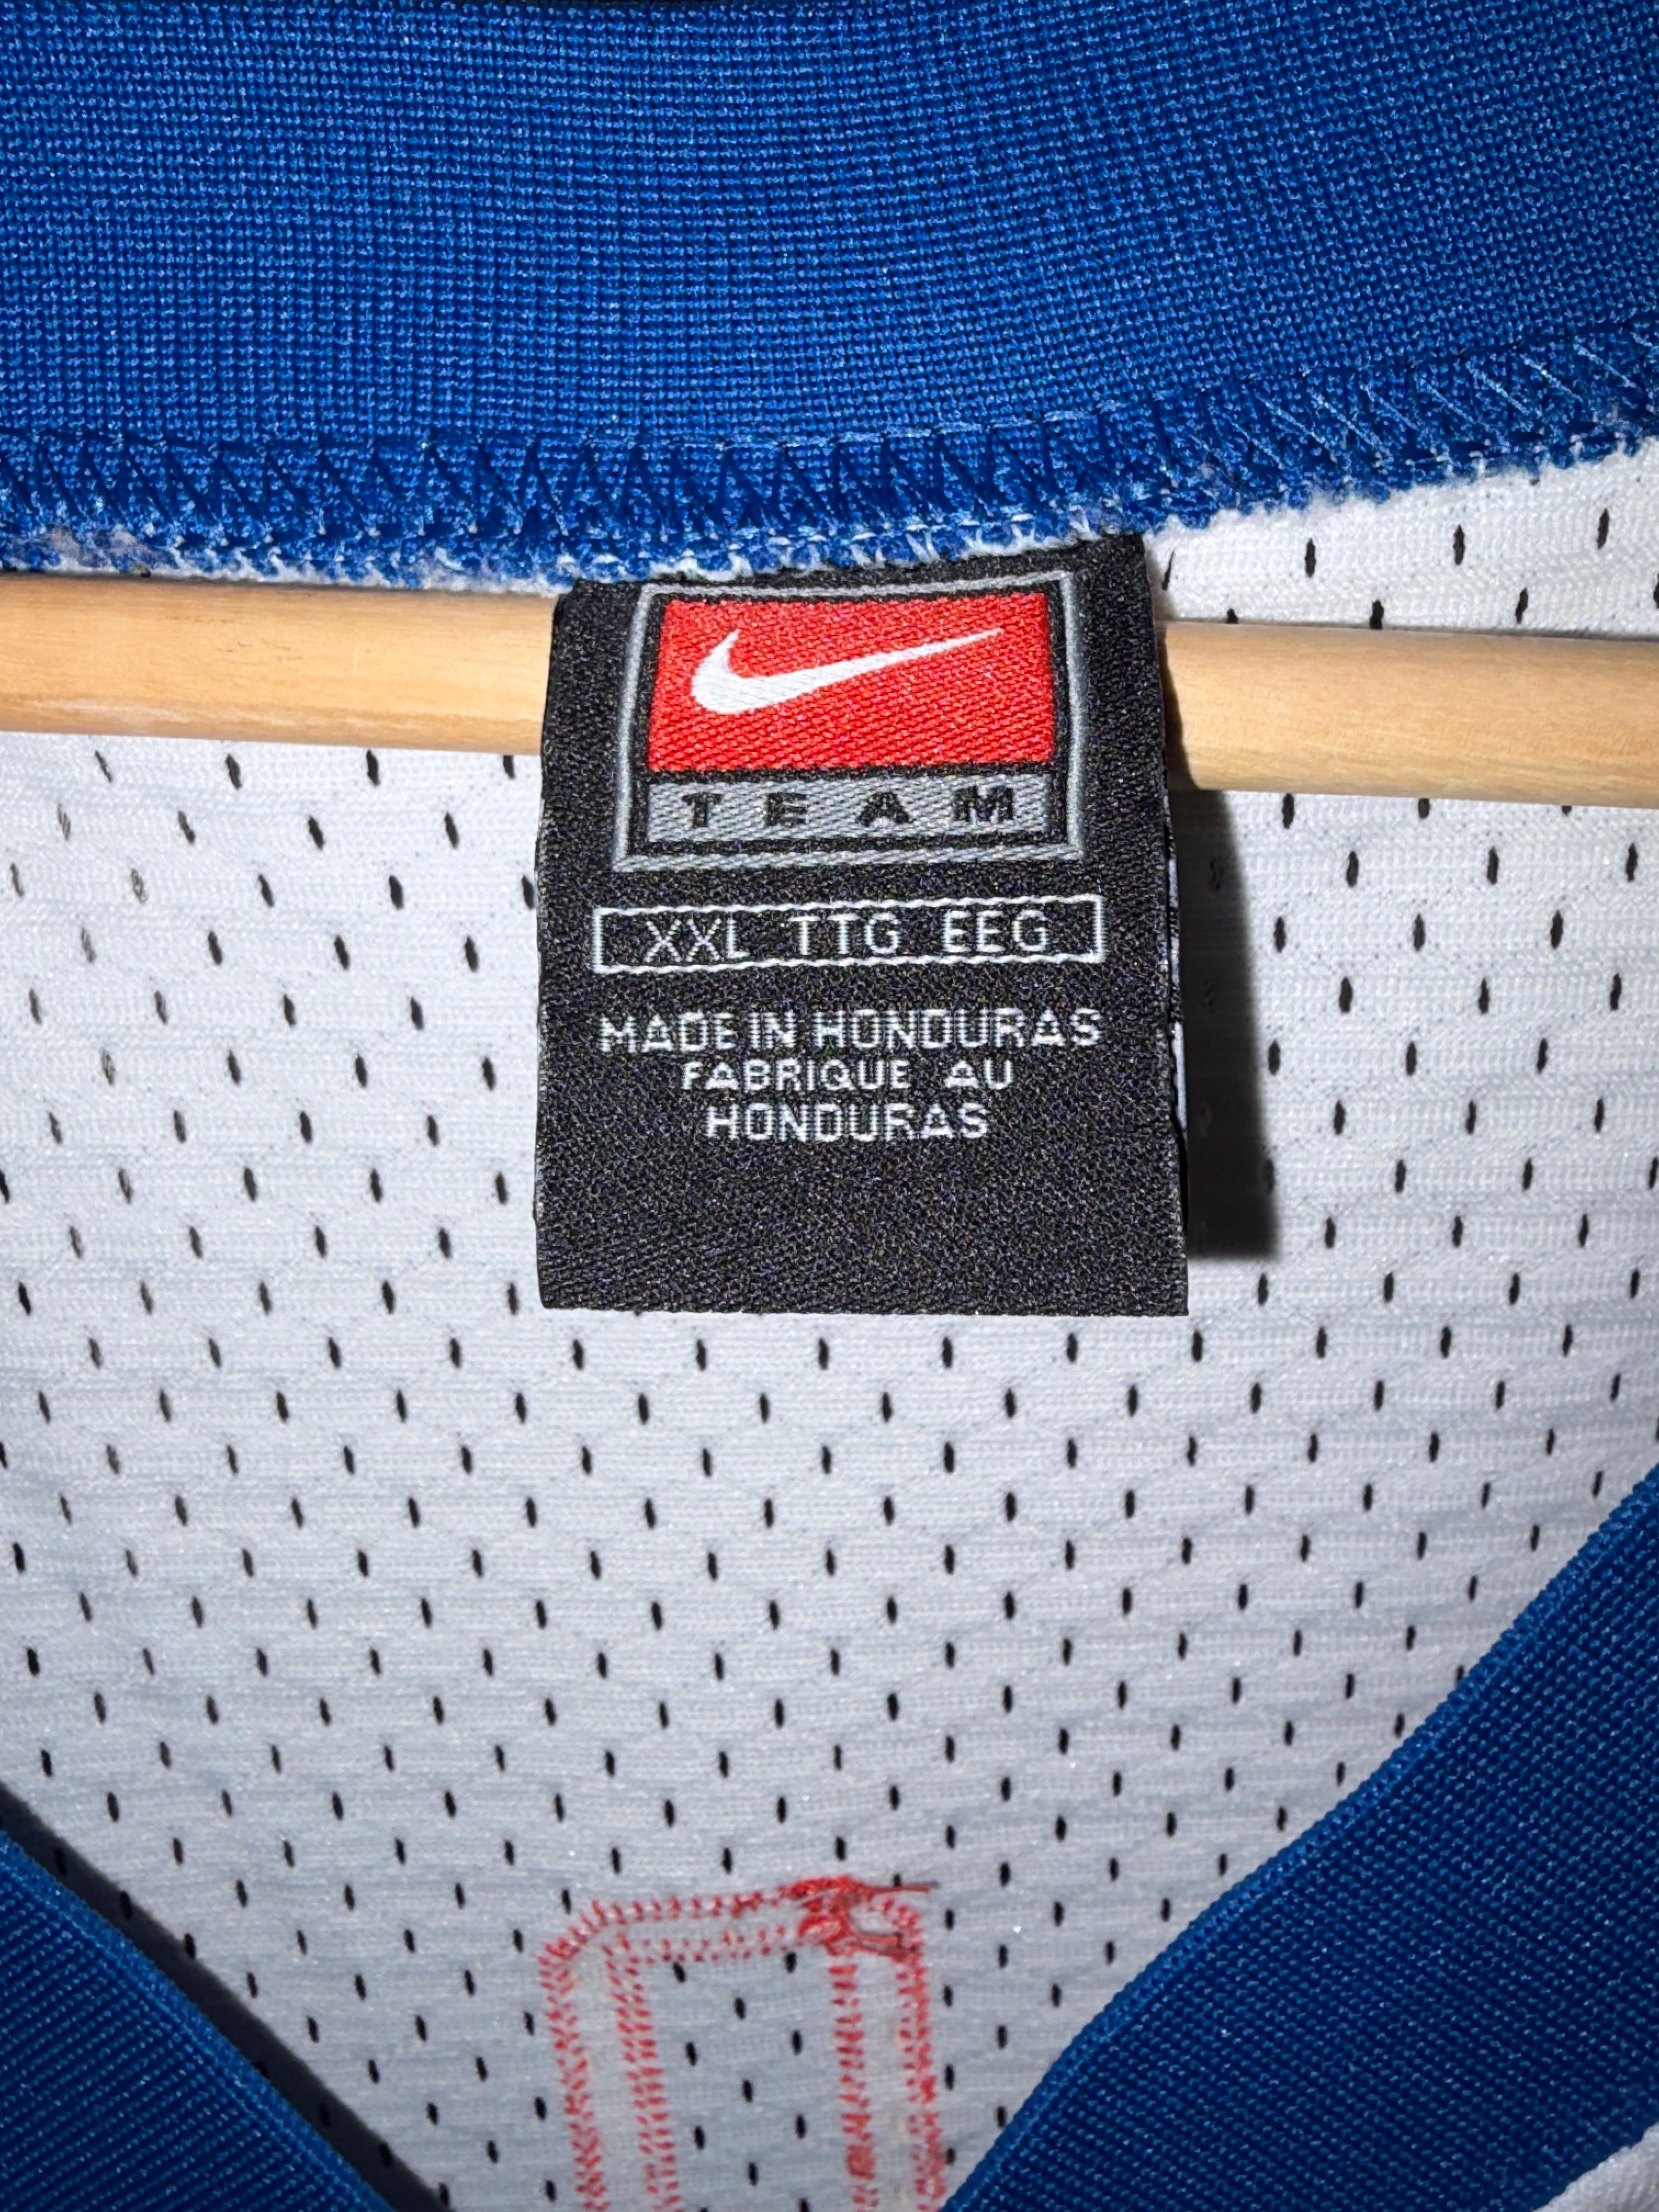 TEAM
XXL TTG EEG
MADE IN HONDURAS
FABRIQUE AU
HONDURAS